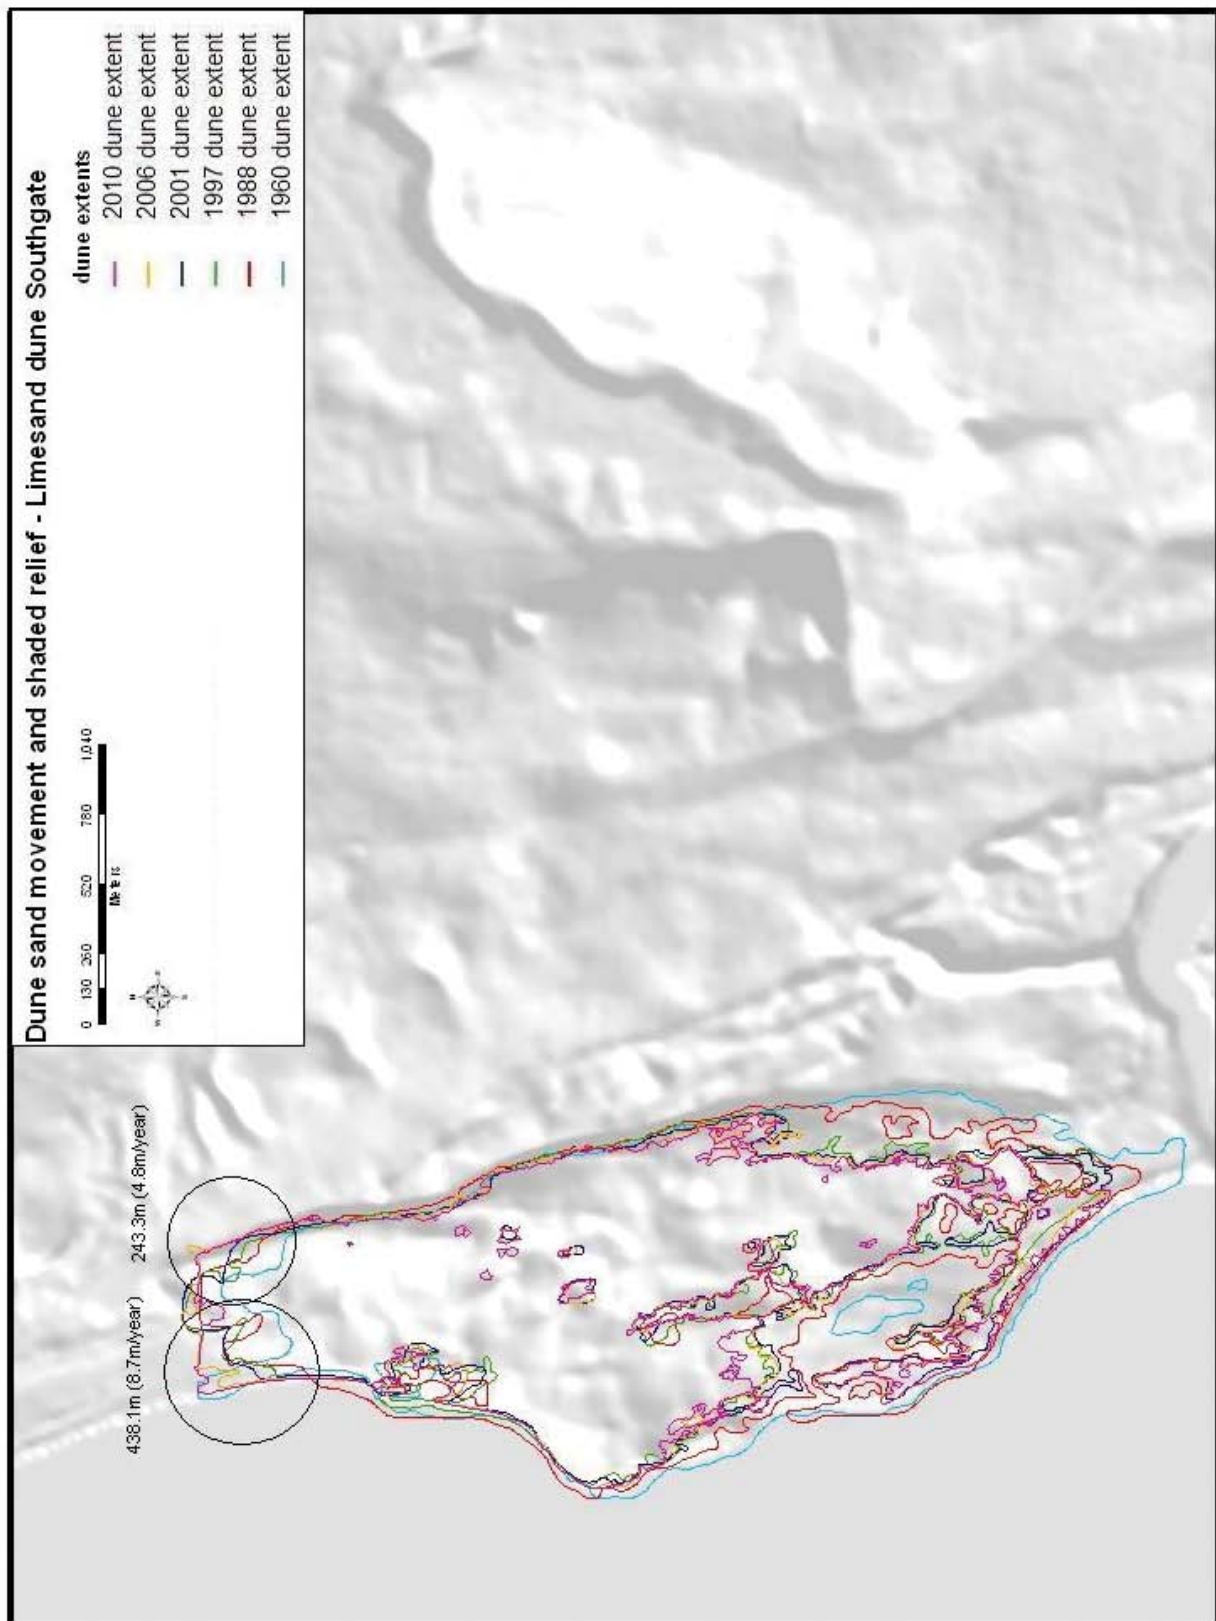 Dune sand movement and shaded relief - Limesand dune Southgate
0 130 260 520 780 1,040
Meters
N
W
E
S
dune extents
2010 dune extent
2006 dune extent
2001 dune extent
1997 dune extent
1988 dune extent
1960 dune extent
438.1m (8.7m/year)
243.3m (4.8m/year)